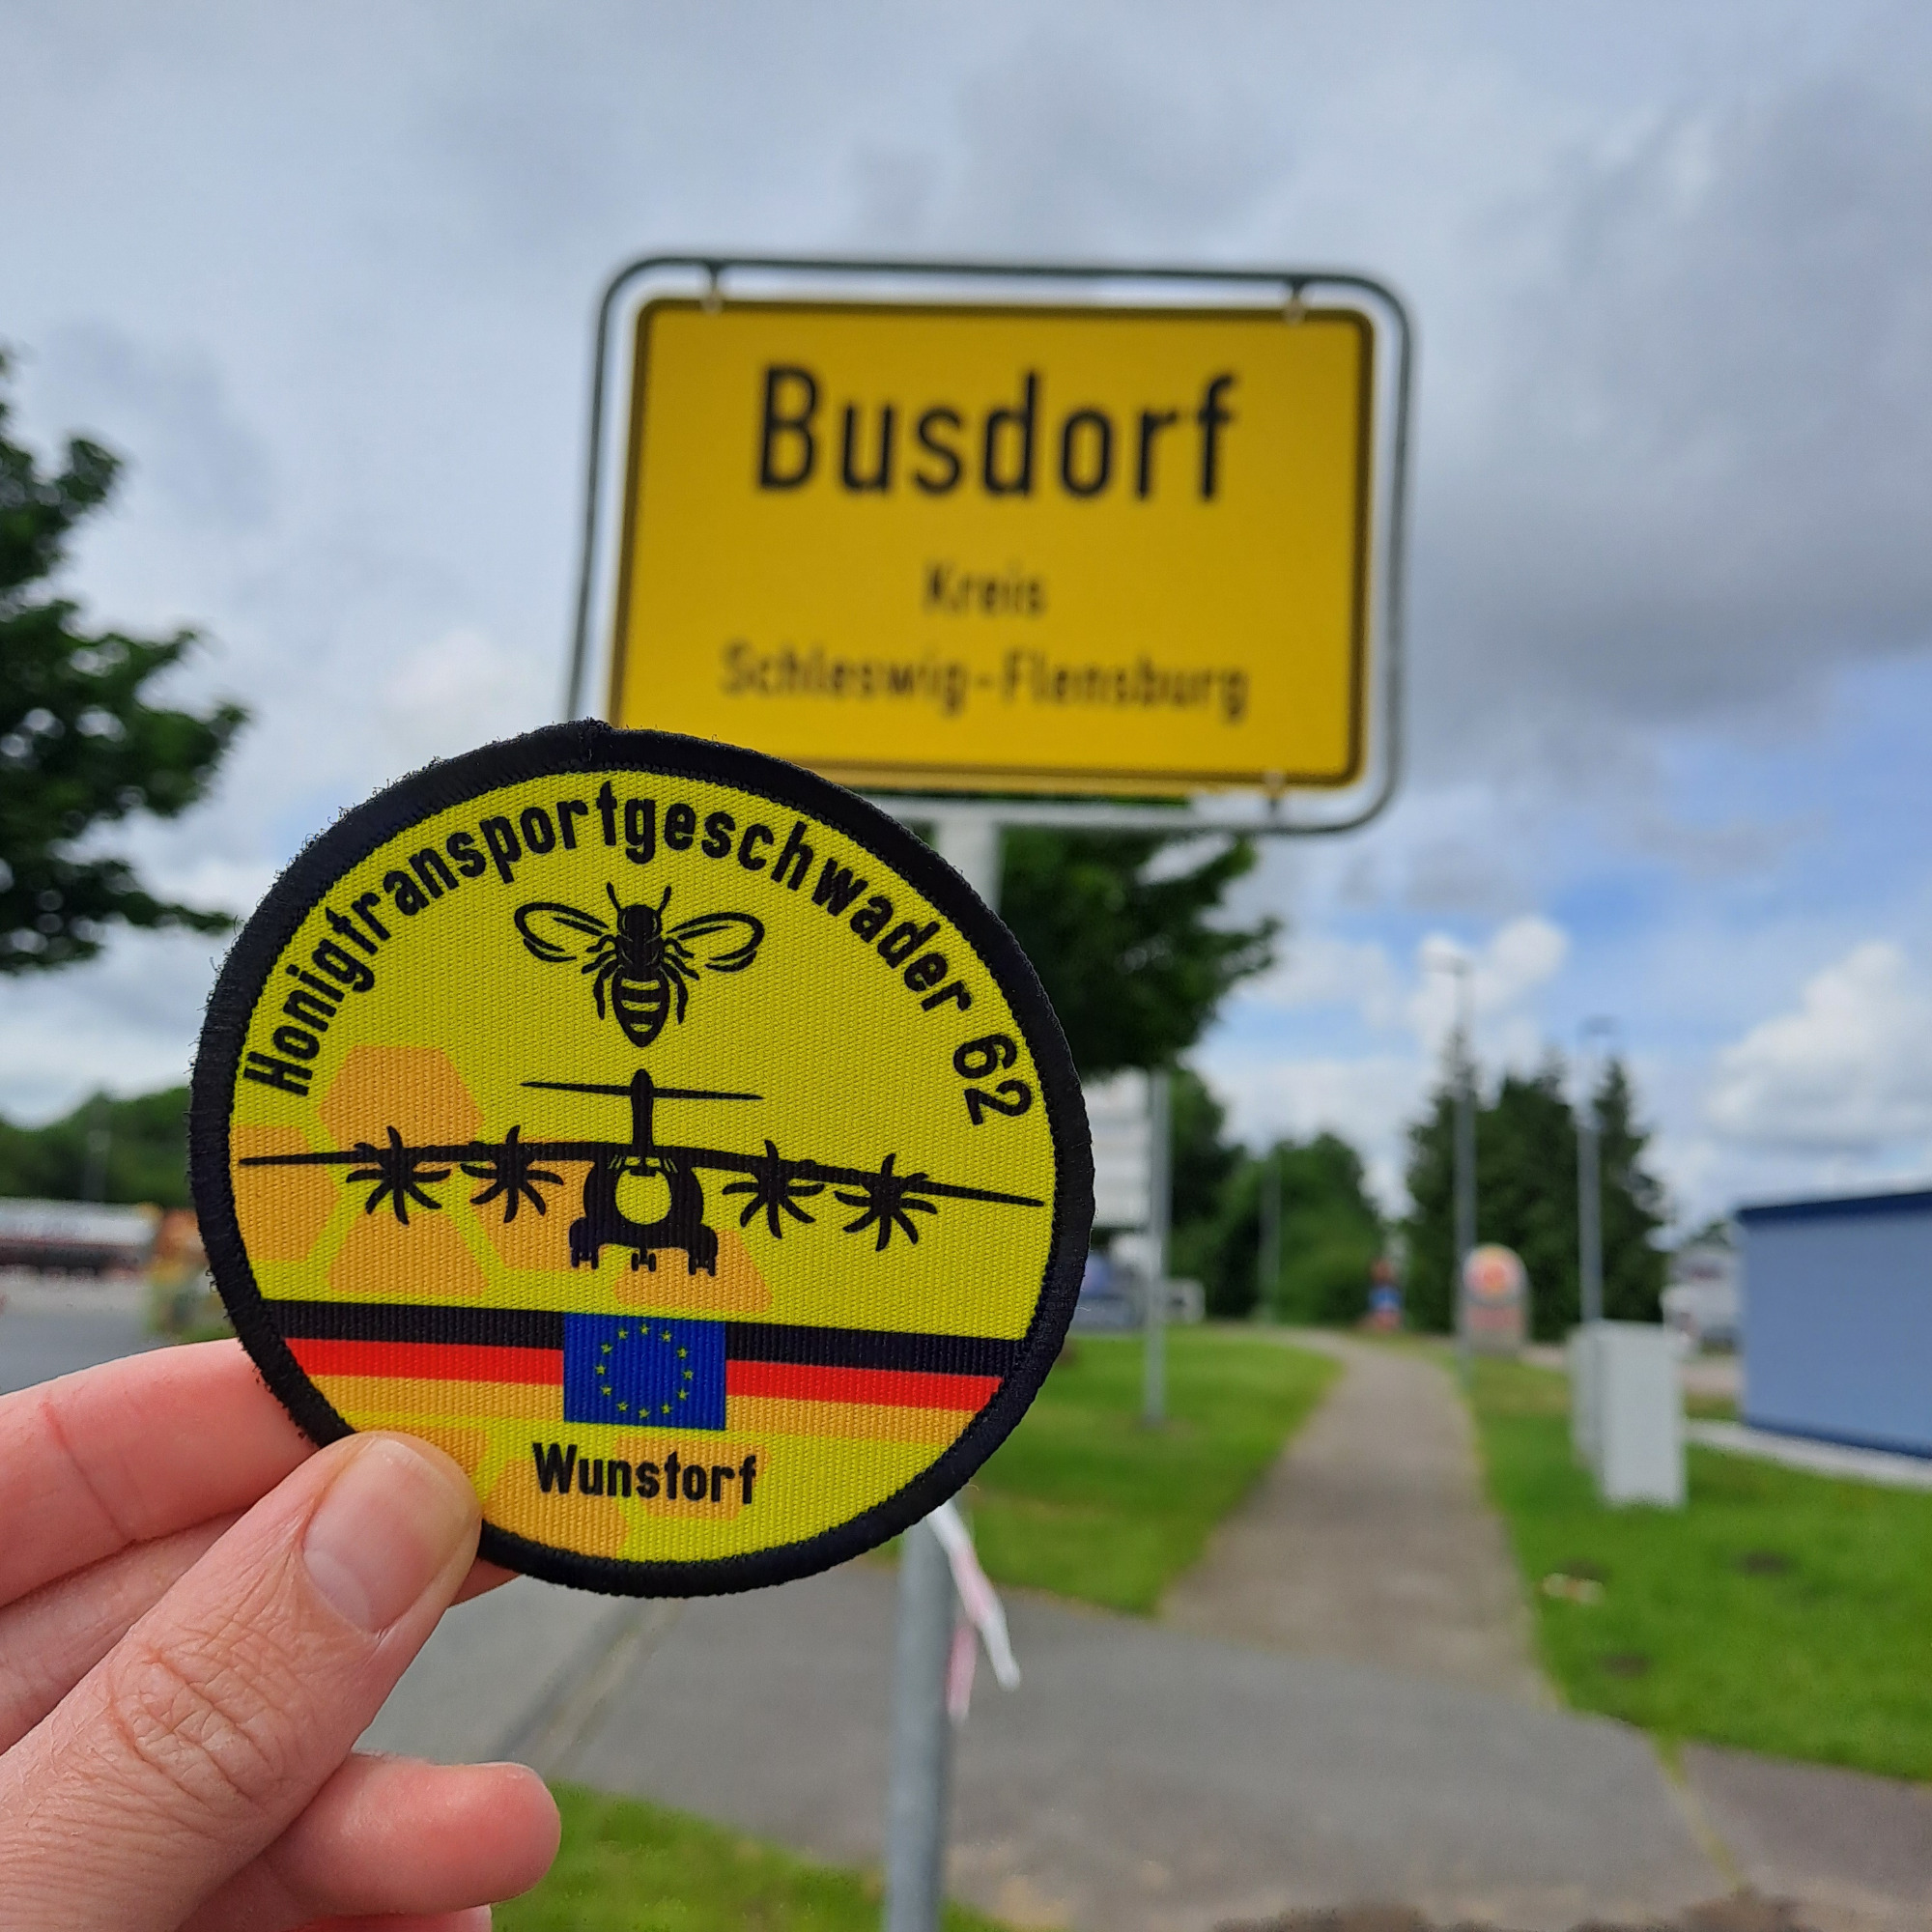 Busdorf
Kreis
Schleswig-Flensburg
Honigtransportgeschwader 62
Wunstorf